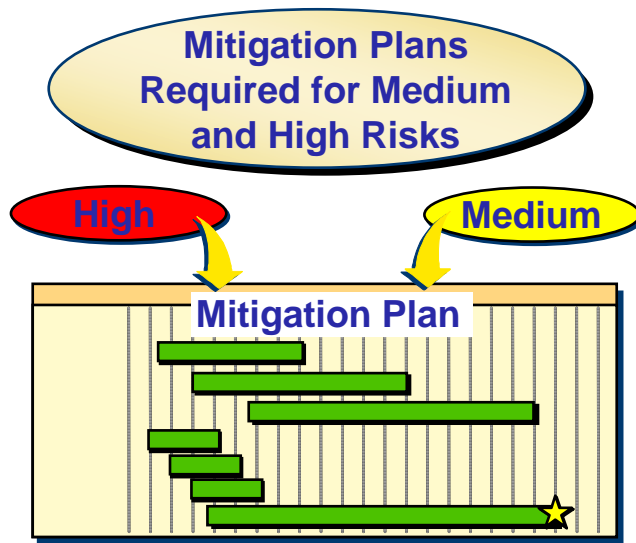 Mitigation Plans
Required for Medium
and High Risks
High
Medium
Mitigation Plan